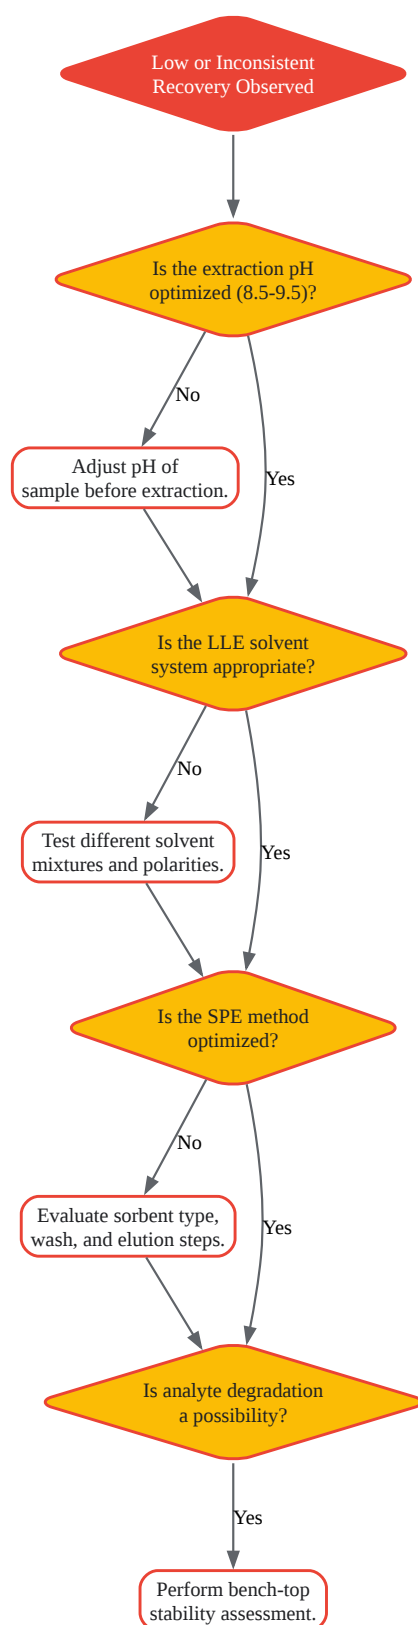 Low or Inconsistent
Recovery Observed
Is the extraction pH
optimized (8.5-9.5)?
No
Adjust pH of
sample before extraction.
Yes
Is the LLE solvent
system appropriate?
No
Test different solvent
mixtures and polarities.
Yes
Is the SPE method
optimized?
No
Evaluate sorbent type,
wash, and elution steps.
Yes
Is analyte degradation
a possibility?
Yes
Perform bench-top
stability assessment.